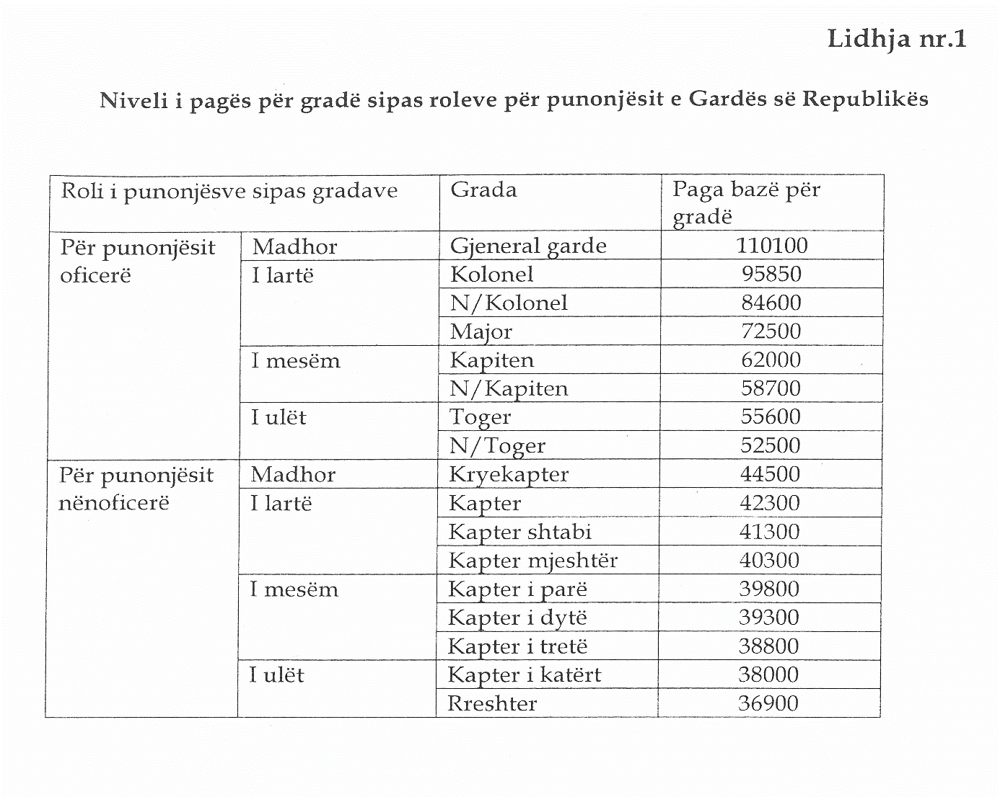 Lidhja nr.1
Niveli i pagës për gradë sipas roleve për punonjësit e Gardës së Republikës
Roli i punonjësve sipas gradave Grada Paga bazë për
gradë
Për punonjësit Madhor Gjeneral garde 110100
oficerë I lartë Kolonel 95850
N/Kolonel 84600
Major 72500
I mesëm Kapiten 62000
N/Kapiten 58700
I ulët Toger 55600
N/Toger 52500
Për punonjësit Madhor Kryekapter 44500
nënoficerë I lartë Kapter 42300
Kapter shtabi 41300
Kapter mjeshtër 40300
I mesëm Kapter i parë 39800
Kapter i dytë 39300
Kapter i tretë 38800
I ulët Kapter i katërt 38000
Rreshter 36900